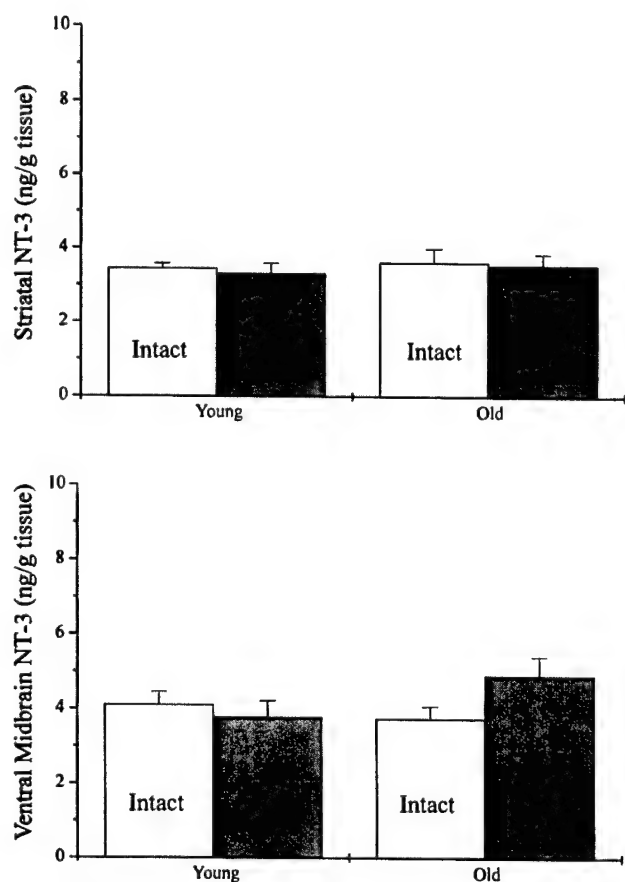 Striatal NT-3 (ng/g tissue)
10
8
6
4
2
0
Intact
Intact
Young
Old
Ventral Midbrain NT-3 (ng/g tissue)
10
8
6
4
2
0
Intact
Intact
Young
Old